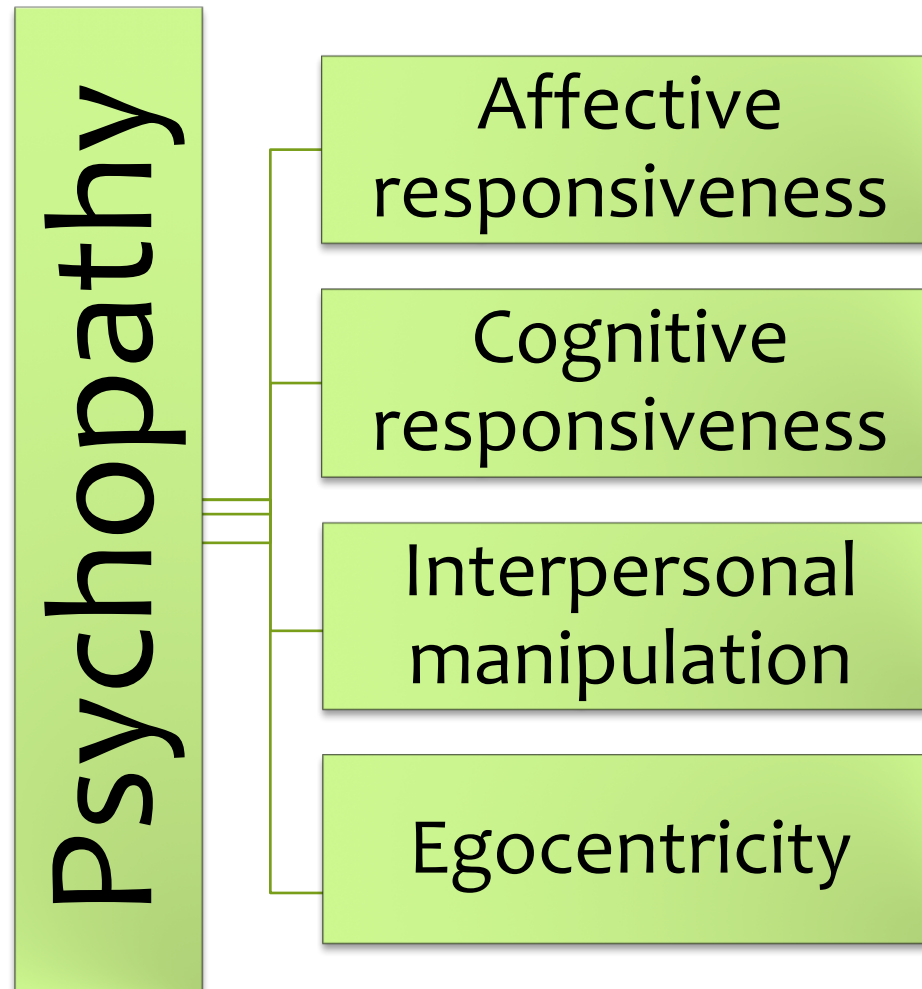 Psychopathy
Affective
responsiveness
Cognitive
responsiveness
Interpersonal
manipulation
Egocentricity